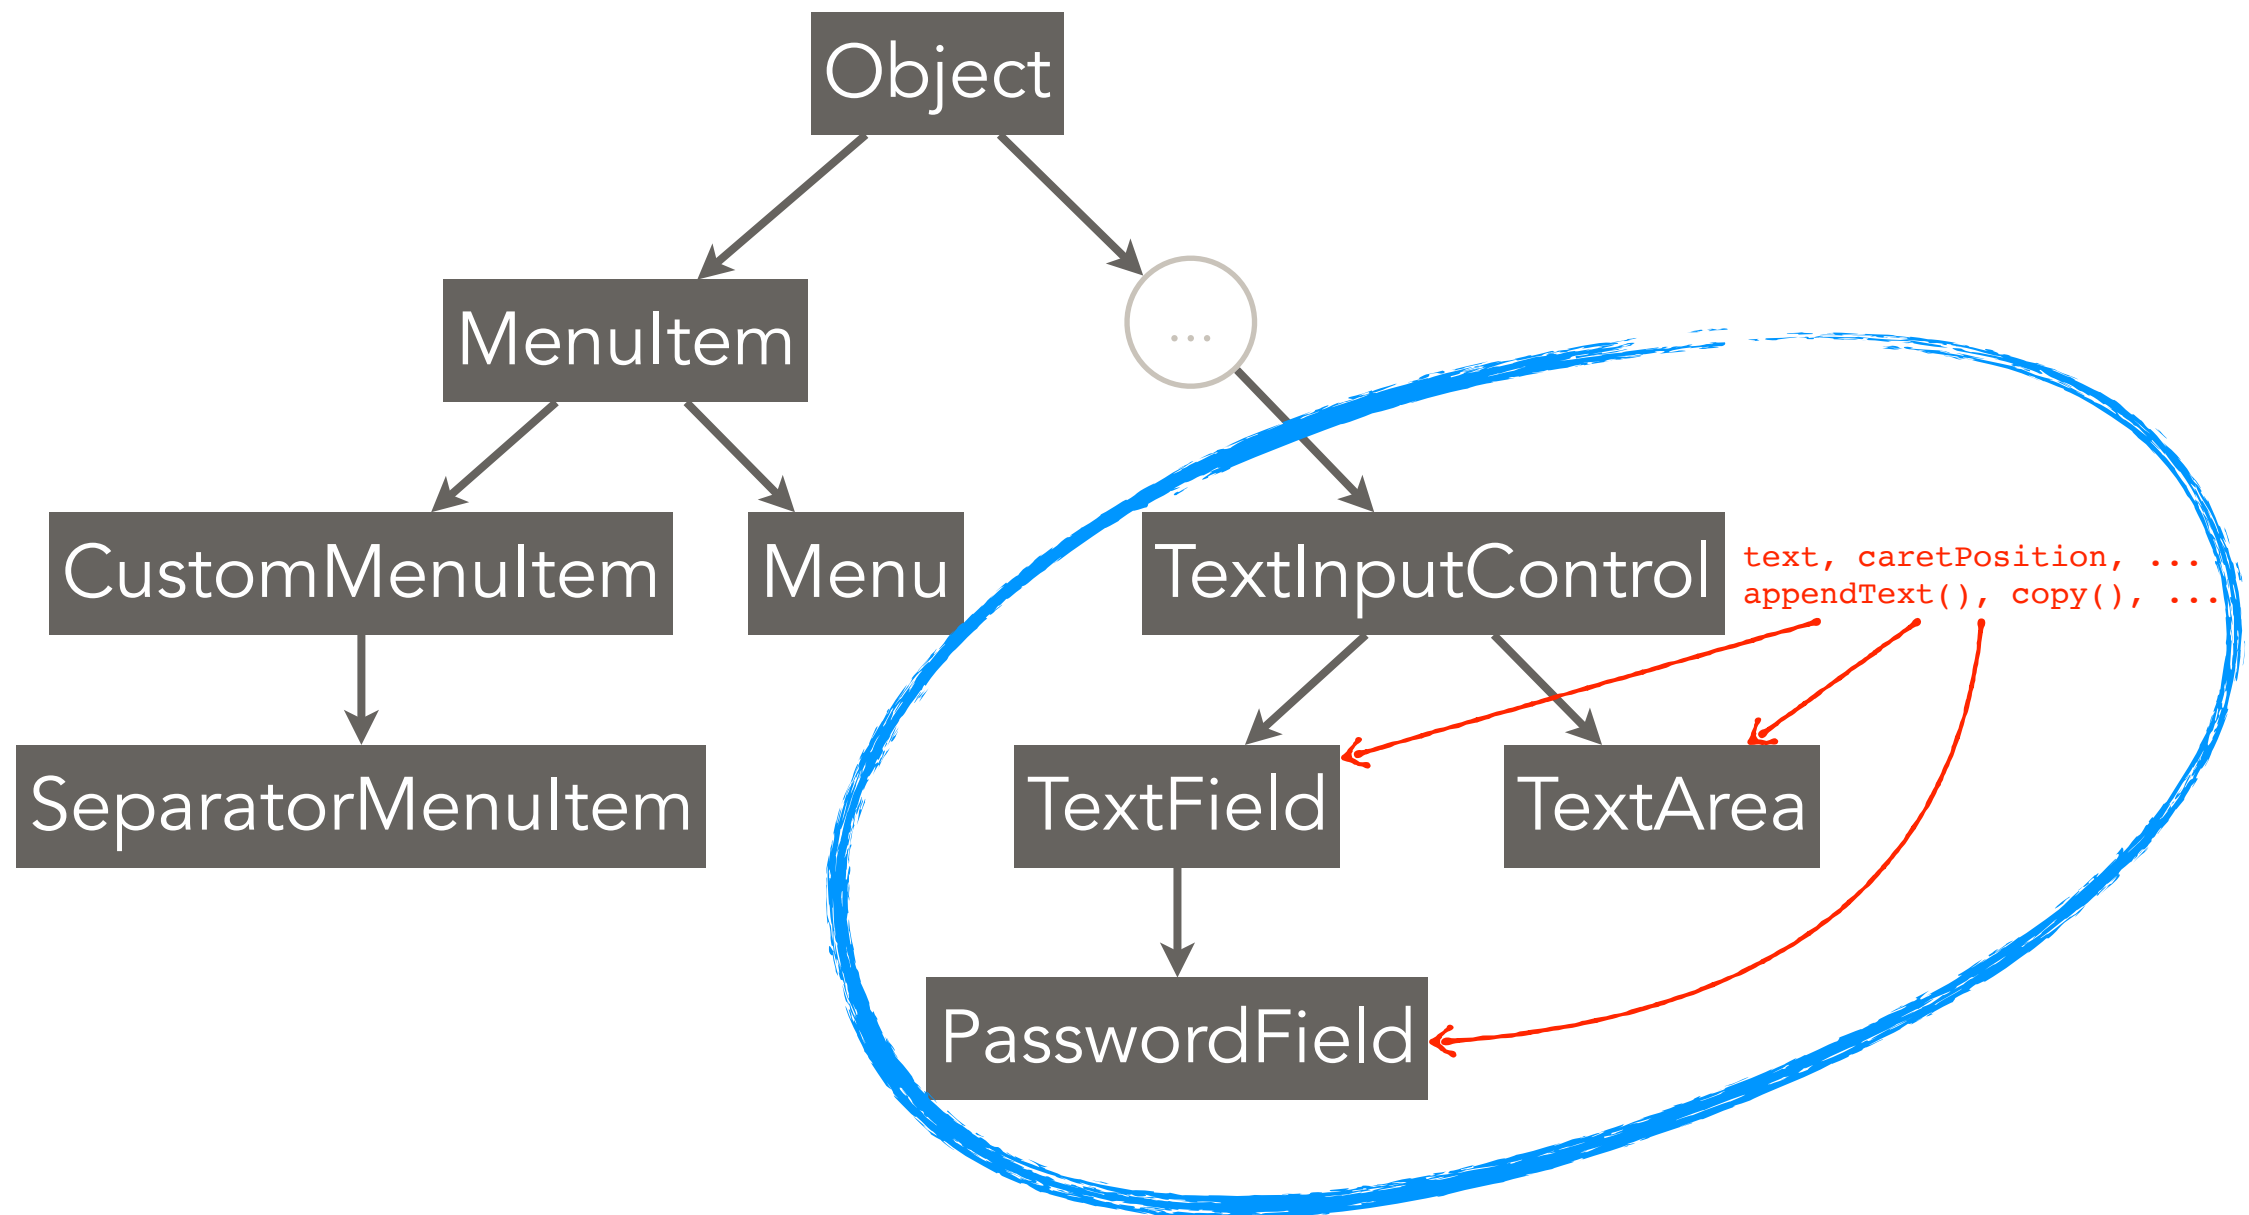 Object
MenuItem
...
CustomMenuItem
Menu
TextInputControl
text, caretPosition, ...
appendText(), copy(), ...
SeparatorMenuItem
TextField
TextArea
PasswordField